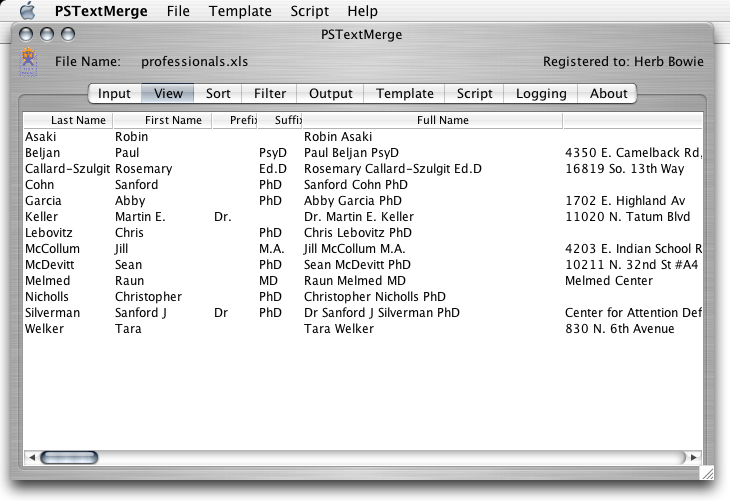 PSTextMerge File Template Script Help
PSTextMerge
File Name: professionals.xls Registered to: Herb Bowie
Input View Sort Filter Output Template Script Logging About
Last Name First Name Prefix Suffix Full Name
Asaki Robin Robin Asaki
Beljan Paul PsyD Paul Beljan PsyD 4350 E. Camelback Rd,
Callard-Szulgit Rosemary Ed.D Rosemary Callard-Szulgit Ed.D 16819 So. 13th Way
Cohn Sanford PhD Sanford Cohn PhD
Garcia Abby PhD Abby Garcia PhD 1702 E. Highland Av
Keller Martin E. Dr. Dr. Martin E. Keller 11020 N. Tatum Blvd
Lebovitz Chris PhD Chris Lebovitz PhD
McCollum Jill M.A. Jill McCollum M.A. 4203 E. Indian School R
McDevitt Sean PhD Sean McDevitt PhD 10211 N. 32nd St #A4
Melmed Raun MD Raun Melmed MD Melmed Center
Nicholls Christopher PhD Christopher Nicholls PhD
Silverman Sanford J Dr PhD Dr Sanford J Silverman PhD Center for Attention Def
Welker Tara Tara Welker 830 N. 6th Avenue